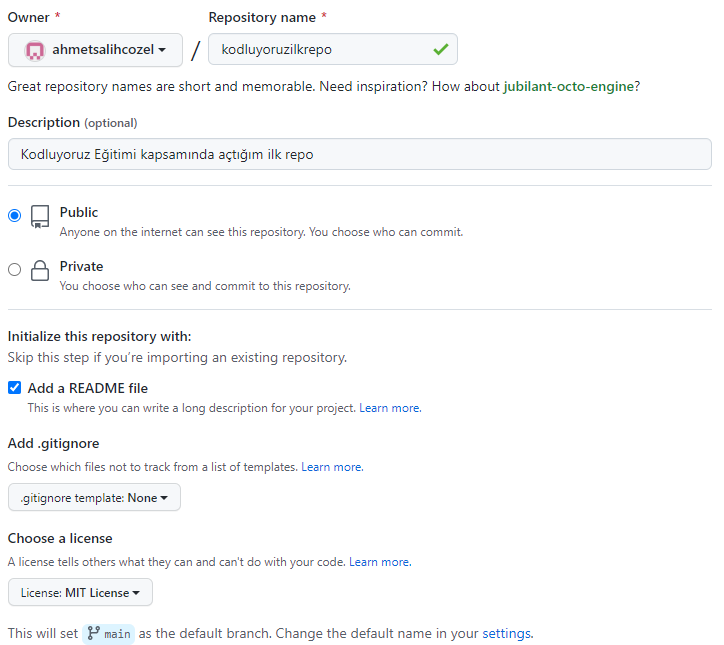 Owner * Repository name *
ahmetsalihcozel / kodluyoruzilkrepo
Great repository names are short and memorable. Need inspiration? How about jubilant-octo-engine?
Description (optional)
Kodluyoruz Eğitimi kapsamında açtığım ilk repo
Public
Anyone on the internet can see this repository. You choose who can commit.
Private
You choose who can see and commit to this repository.
Initialize this repository with:
Skip this step if you’re importing an existing repository.
Add a README file
This is where you can write a long description for your project. Learn more.
Add .gitignore
Choose which files not to track from a list of templates. Learn more.
.gitignore template: None
Choose a license
A license tells others what they can and can't do with your code. Learn more.
License: MIT License
This will set main as the default branch. Change the default name in your settings.